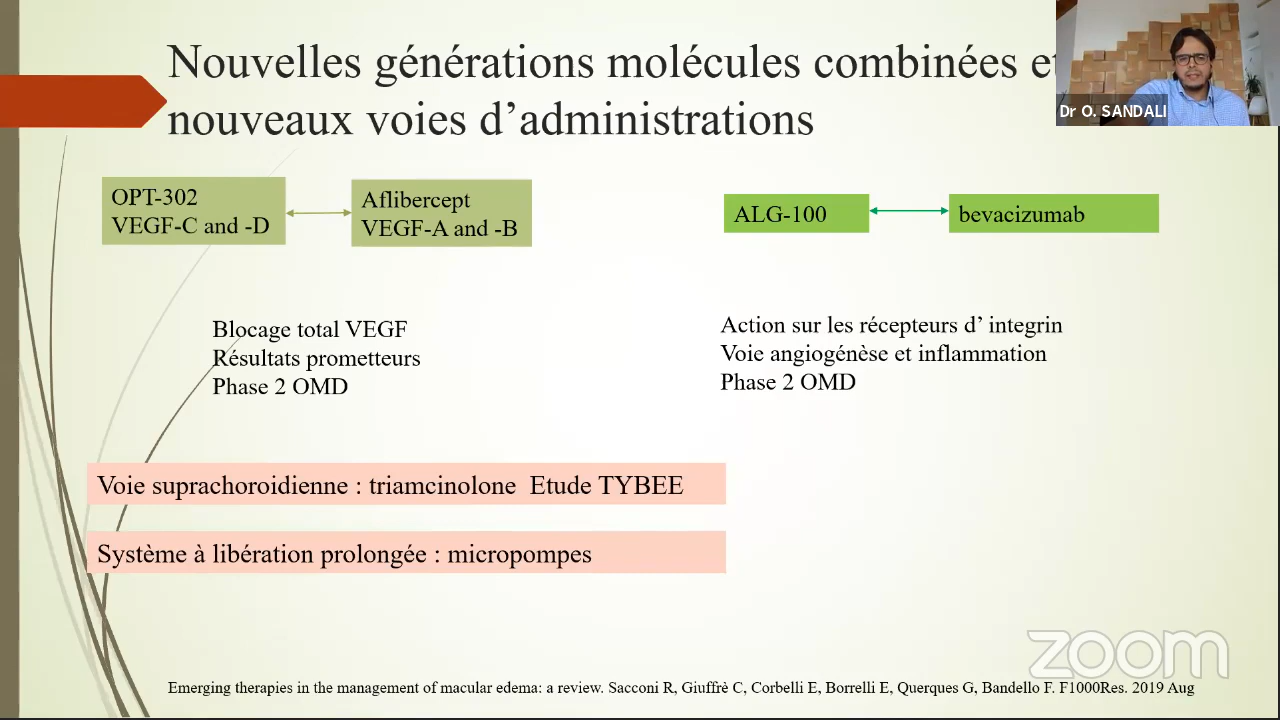 Nouvelles générations molécules combinées et
nouveaux voies d’administrations
Dr O. SANDALI
OPT-302
VEGF-C and -D
Aflibercept
VEGF-A and -B
ALG-100
bevacizumab
Blocage total VEGF
Résultats prometteurs
Phase 2 OMD
Action sur les récepteurs d’ integrin
Voie angiogénèse et inflammation
Phase 2 OMD
Voie suprachoroidienne : triamcinolone Etude TYBEE
Système à libération prolongée : micropompes
zoom
Emerging therapies in the management of macular edema: a review. Sacconi R, Giuffrè C, Corbelli E, Borrelli E, Querques G, Bandello F. F1000Res. 2019 Aug